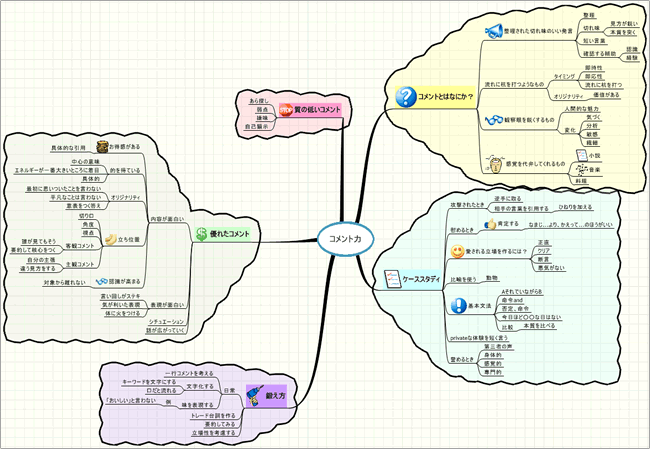 コメント力
コメントとはなにか？
整理された切れ味のいい発言
整理
切れ味
見方が鋭い
本質を突く
短い言葉
確認する補助
認識
経験
流れに杭を打つようなもの
タイミング
即時性
即応性
流れに杭を打つ
オリジナリティ
価値がある
観察眼を鋭くするもの
人間的な魅力
変化
気づく
分析
敏感
繊細
感覚を代弁してくれるもの
小説
音楽
料理
質の低いコメント
あら探し
弱点
嫌味
自己顕示
優れたコメント
内容が面白い
お得感がある
具体的な引用
的を得ている
中心の意味
エネルギーが一番大きいところに着目
具体的
オリジナリティ
最初に思いついたことを言わない
平凡なことは言わない
意表をつく答え
立ち位置
切り口
角度
視点
客観コメント
誰が見てもそう
要約して核心をつく
主観コメント
自分の主張
違う見方をする
認識が高まる
対象から離れない
表現が面白い
言い回しがステキ
気が利いた表現
体に火をつける
シチュエーション
話が広がっていく
ケーススタディ
攻撃されたとき
逆手に取る
相手の言葉を引用する
ひねりを加える
慰めるとき
肯定する
なまじ…より、かえって…のほうがいい
愛される立場を作るには？
正直
クリア
断言
悪気がない
比喩を使う
動物
基本文法
AそれでいながらB
命令and
否定、命令
今日ほど○○な日はない
比較
本質を比べる
privateな体験を短く言う
誉めるとき
第三者の声
身体的
感覚的
専門的
鍛え方
日常
一行コメントを考える
文字化する
キーワードを文字にする
口だと流れる
味を表現する
例
「おいしい」と言わない
トレード台詞を作る
要約してみる
立場性を考慮する